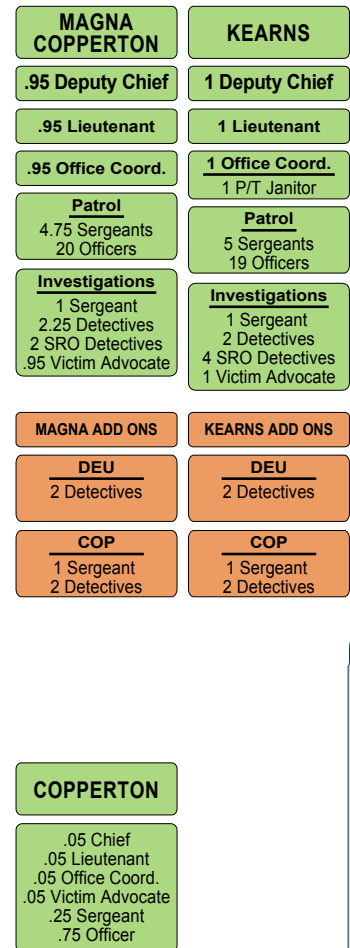 MAGNA
COPPERTON
.95 Deputy Chief
.95 Lieutenant
.95 Office Coord.
Patrol
4.75 Sergeants
20 Officers
Investigations
1 Sergeant
2.25 Detectives
2 SRO Detectives
.95 Victim Advocate
MAGNA ADD ONS
DEU
2 Detectives
COP
1 Sergeant
2 Detectives
KEARNS
1 Deputy Chief
1 Lieutenant
1 Office Coord.
1 P/T Janitor
Patrol
5 Sergeants
19 Officers
Investigations
1 Sergeant
2 Detectives
4 SRO Detectives
1 Victim Advocate
KEARNS ADD ONS
DEU
2 Detectives
COP
1 Sergeant
2 Detectives
COPPERTON
.05 Chief
.05 Lieutenant
.05 Office Coord.
.05 Victim Advocate
.25 Sergeant
.75 Officer